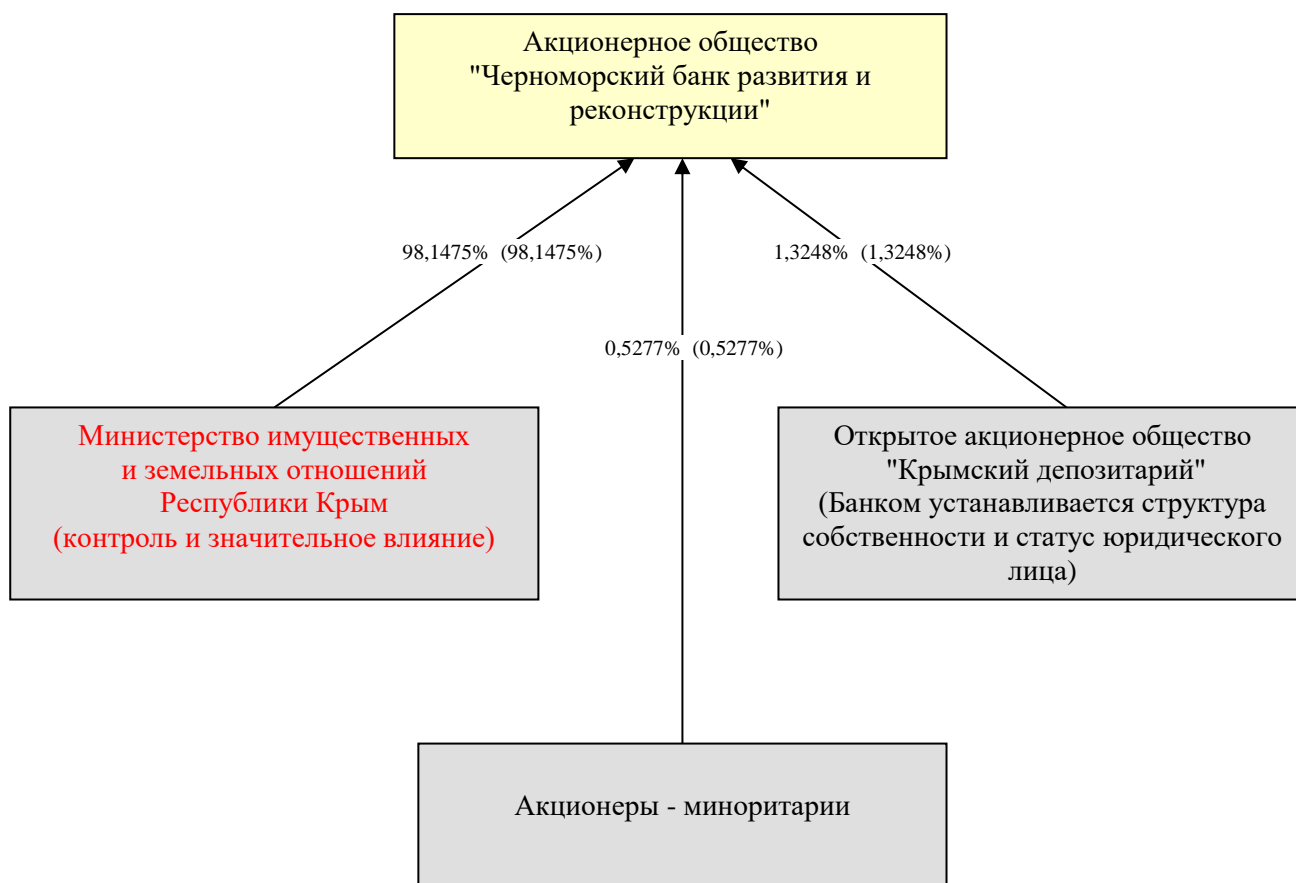 Акционерное общество
"Черноморский банк развития и
реконструкции"
98,1475% (98,1475%)
1,3248% (1,3248%)
0,5277% (0,5277%)
Министерство имущественных
и земельных отношений
Республики Крым
(контроль и значительное влияние)
Открытое акционерное общество
"Крымский депозитарий"
(Банком устанавливается структура
собственности и статус юридического
лица)
Акционеры - миноритарии